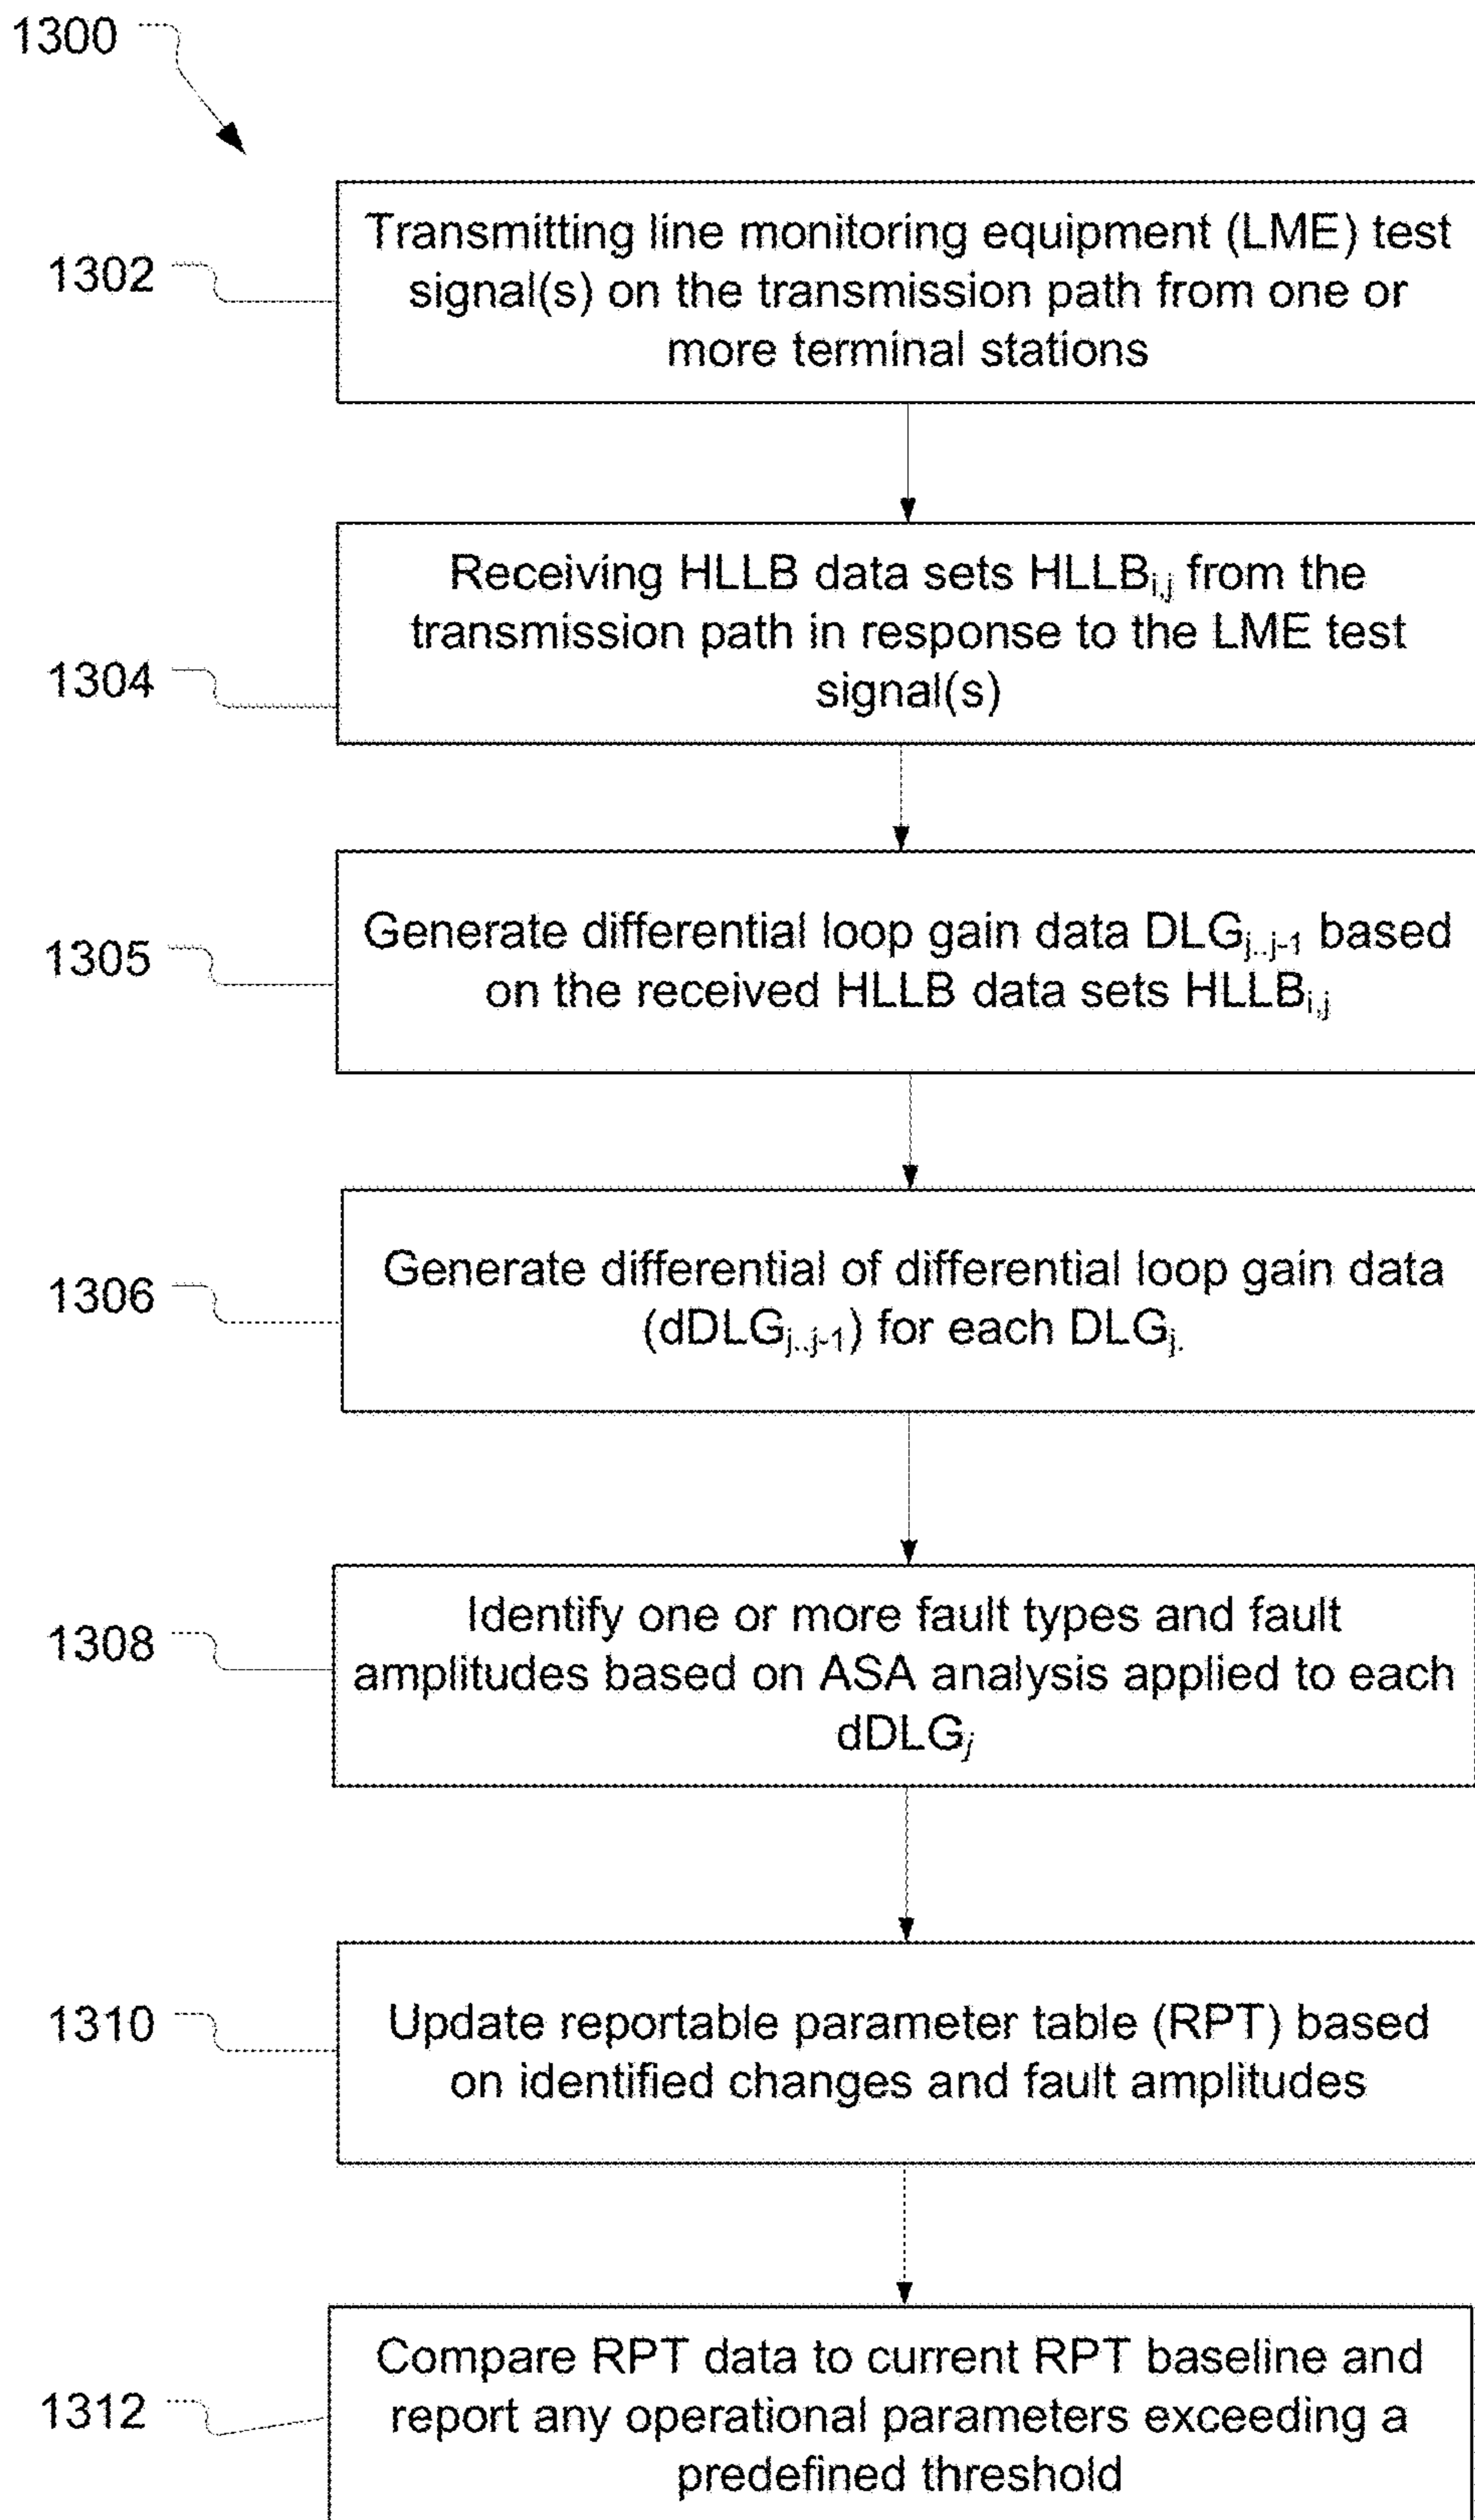 1300
1302
Transmitting line monitoring equipment (LME) test
signal(s) on the transmission path from one or
more terminal stations
1304
Receiving HLLB data sets HLLBi,j from the
transmission path in response to the LME test
signal(s)
1305
Generate differential loop gain data DLGj..j-1 based
on the received HLLB data sets HLLBi,j
1306
Generate differential of differential loop gain data
(dDLGj..j-1) for each DLGj.
1308
Identify one or more fault types and fault
amplitudes based on ASA analysis applied to each
dDLGj
1310
Update reportable parameter table (RPT) based
on identified changes and fault amplitudes
1312
Compare RPT data to current RPT baseline and
report any operational parameters exceeding a
predefined threshold